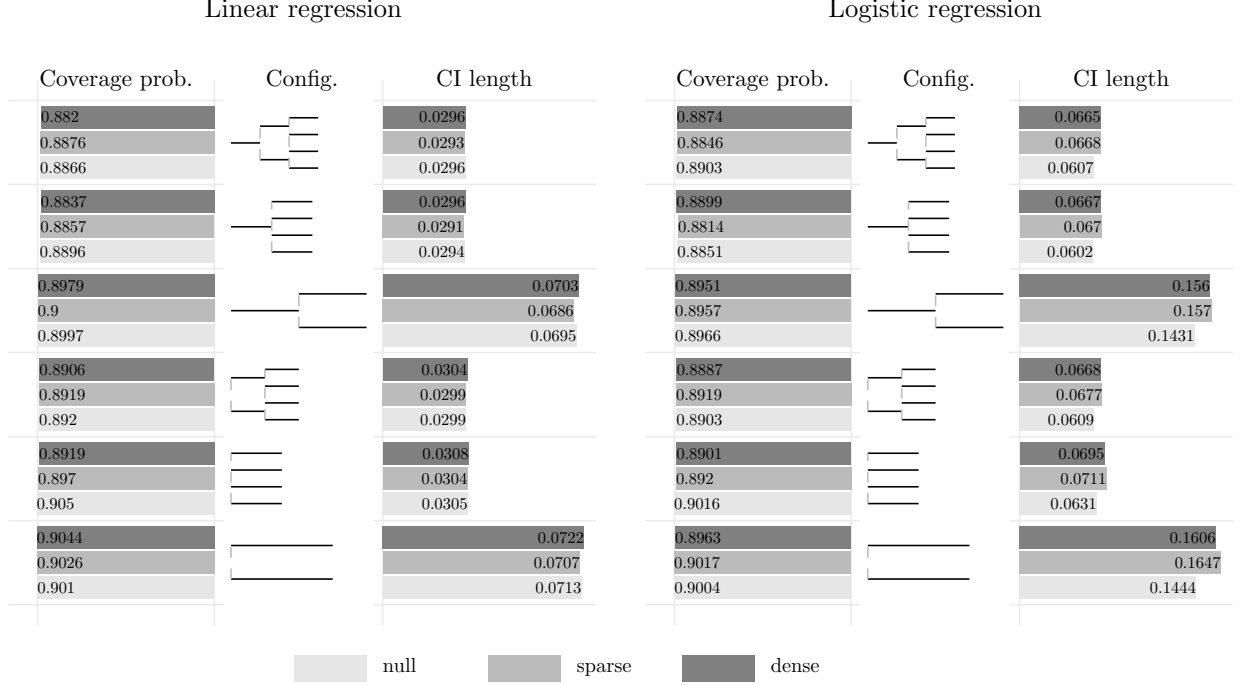 Linear regression Logistic regression
Coverage prob. Config. CI length Coverage prob. Config. CI length
0.882 0.0296 0.8874 0.0665
0.8876 0.0293 0.8846 0.0668
0.8866 0.0296 0.8903 0.0607
0.8837 0.0296 0.8899 0.0667
0.8857 0.0291 0.8814 0.067
0.8896 0.0294 0.8851 0.0602
0.8979 0.0703 0.8951 0.156
0.9 0.0686 0.8957 0.157
0.8997 0.0695 0.8966 0.1431
0.8906 0.0304 0.8887 0.0668
0.8919 0.0299 0.8919 0.0677
0.892 0.0299 0.8903 0.0609
0.8919 0.0308 0.8901 0.0695
0.897 0.0304 0.892 0.0711
0.905 0.0305 0.9016 0.0631
0.9044 0.0722 0.8963 0.1606
0.9026 0.0707 0.9017 0.1647
0.901 0.0713 0.9004 0.1444
null sparse dense